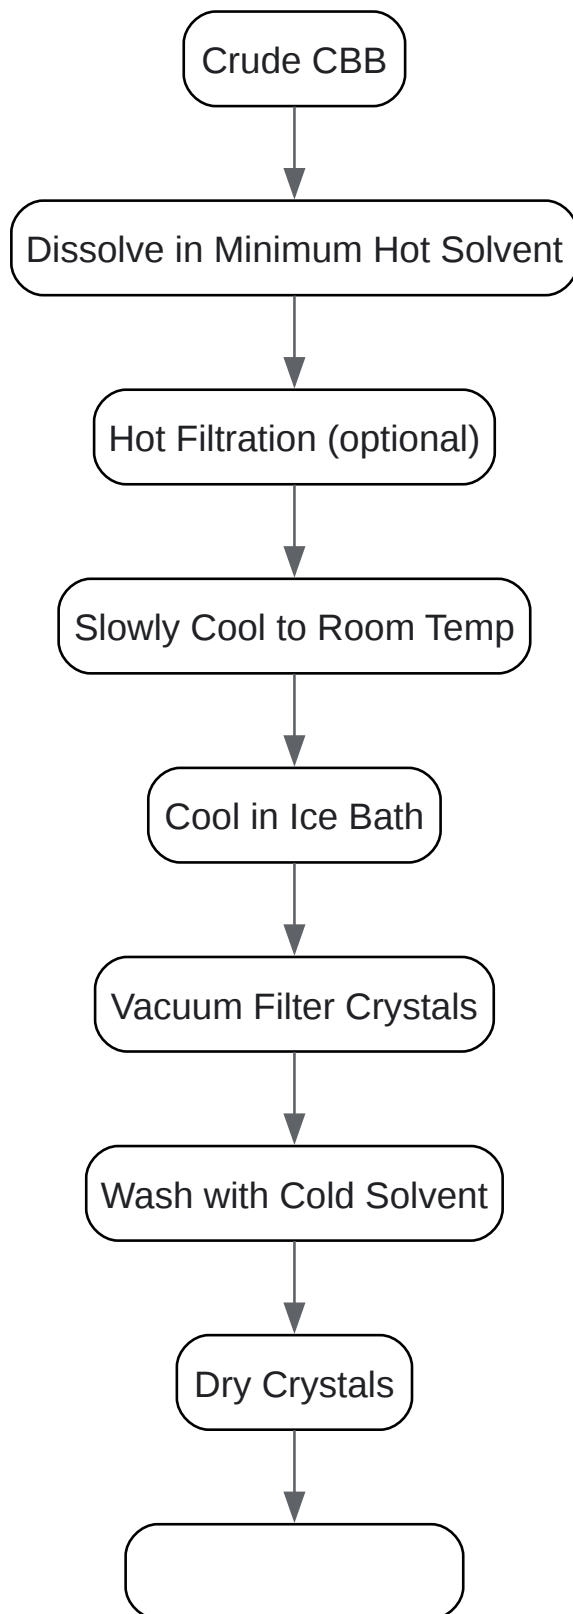 Crude CBB
Dissolve in Minimum Hot Solvent
Hot Filtration (optional)
Slowly Cool to Room Temp
Cool in Ice Bath
Vacuum Filter Crystals
Wash with Cold Solvent
Dry Crystals